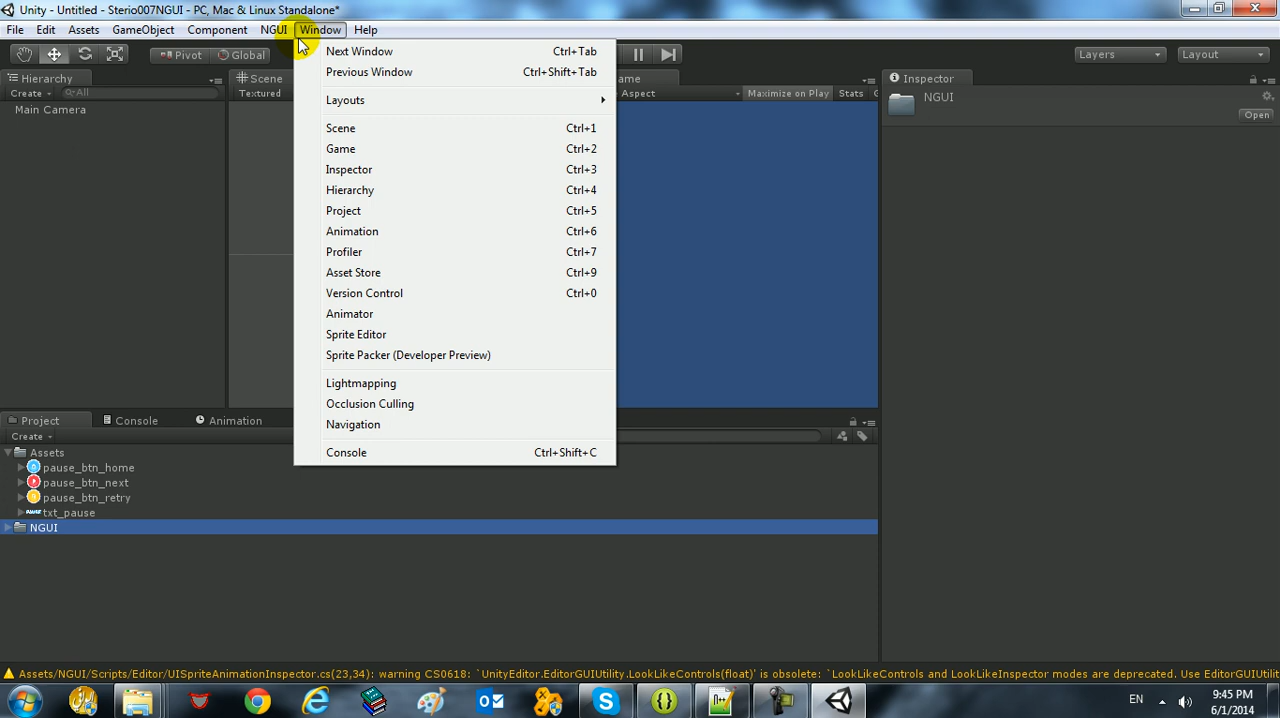 Unity - Untitled - Sterio007NGUI - PC, Mac & Linux Standalone*
File Edit Assets GameObject Component NGUI Window Help
Pivot Global Layers Layout
Hierarchy
Create All
Main Camera
Scene
Textured
ame
Aspect Maximize on Play Stats G
Next Window Ctrl+Tab
Previous Window Ctrl+Shift+Tab
Layouts
Scene Ctrl+1
Game Ctrl+2
Inspector Ctrl+3
Hierarchy Ctrl+4
Project Ctrl+5
Animation Ctrl+6
Profiler Ctrl+7
Asset Store Ctrl+9
Version Control Ctrl+0
Animator
Sprite Editor
Sprite Packer (Developer Preview)
Lightmapping
Occlusion Culling
Navigation
Console Ctrl+Shift+C
Inspector
NGUI
Open
Project Console Animation
Create
Assets
pause_btn_home
pause_btn_next
pause_btn_retry
txt_pause
NGUI
Assets/NGUI/Scripts/Editor/UISpriteAnimationInspector.cs(23,34): warning CS0618: `UnityEditor.EditorGUIUtility.LookLikeControls(float)' is obsolete: `LookLikeControls and LookLikeInspector modes are deprecated. Use EditorGUIUtil
EN
9:45 PM
6/1/2014